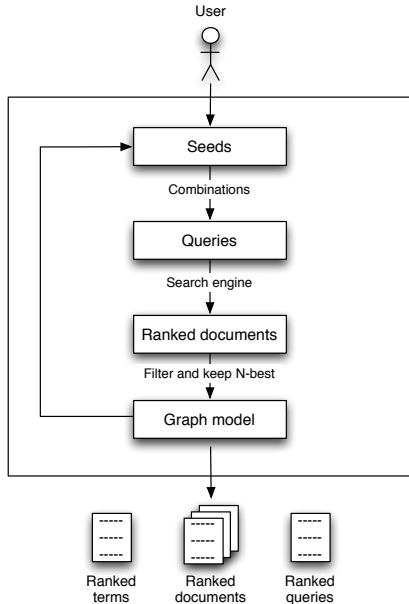 User
Seeds
Combinations
Queries
Search engine
Ranked documents
Filter and keep N-best
Graph model
Ranked terms
Ranked documents
Ranked queries